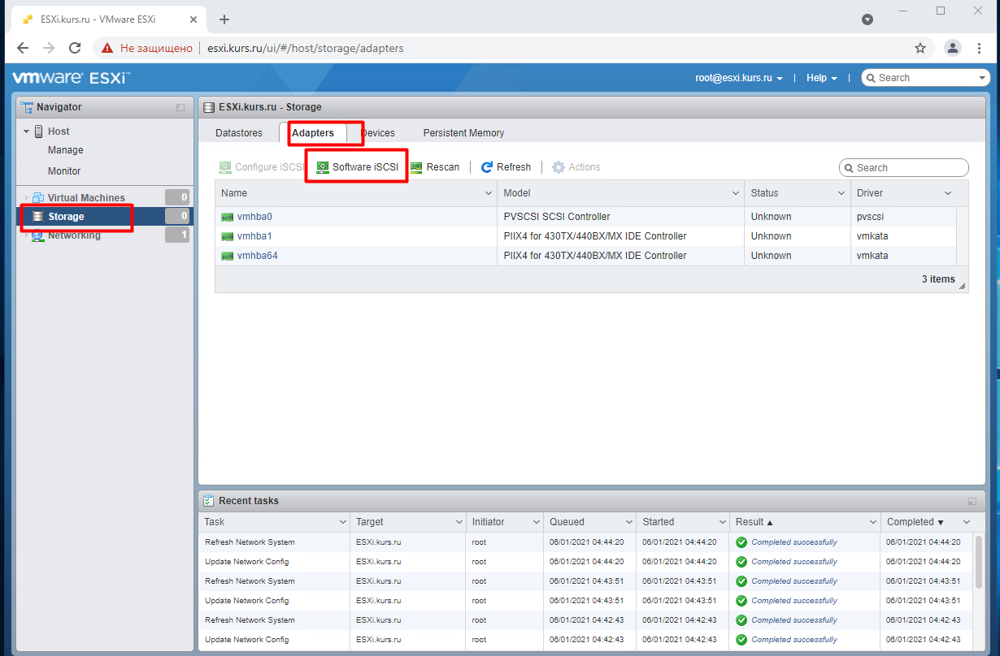 ESXi.kurs.ru - VMware ESXi
Не защищено esxi.kurs.ru/ui/#/host/storage/adapters
vmware ESXi™ root@esxi.kurs.ru Help Search
Navigator
Host
Manage
Monitor
Virtual Machines 0
Storage 0
Networking 1
ESXi.kurs.ru - Storage
Datastores Adapters Devices Persistent Memory
Configure iSCSI Software iSCSI Rescan Refresh Actions Search
Name Model Status Driver
vmhba0 PVSCSI SCSI Controller Unknown pvscsi
vmhba1 PIIX4 for 430TX/440BX/MX IDE Controller Unknown vmkata
vmhba64 PIIX4 for 430TX/440BX/MX IDE Controller Unknown vmkata
3 items
Recent tasks
Task Target Initiator Queued Started Result ▲ Completed ▼
Refresh Network System ESXi.kurs.ru root 06/01/2021 04:44:20 06/01/2021 04:44:20 Completed successfully 06/01/2021 04:44:20
Update Network Config ESXi.kurs.ru root 06/01/2021 04:44:20 06/01/2021 04:44:20 Completed successfully 06/01/2021 04:44:20
Refresh Network System ESXi.kurs.ru root 06/01/2021 04:43:51 06/01/2021 04:43:51 Completed successfully 06/01/2021 04:43:51
Update Network Config ESXi.kurs.ru root 06/01/2021 04:43:51 06/01/2021 04:43:51 Completed successfully 06/01/2021 04:43:51
Refresh Network System ESXi.kurs.ru root 06/01/2021 04:42:43 06/01/2021 04:42:43 Completed successfully 06/01/2021 04:42:43
Update Network Config ESXi.kurs.ru root 06/01/2021 04:42:43 06/01/2021 04:42:43 Completed successfully 06/01/2021 04:42:43